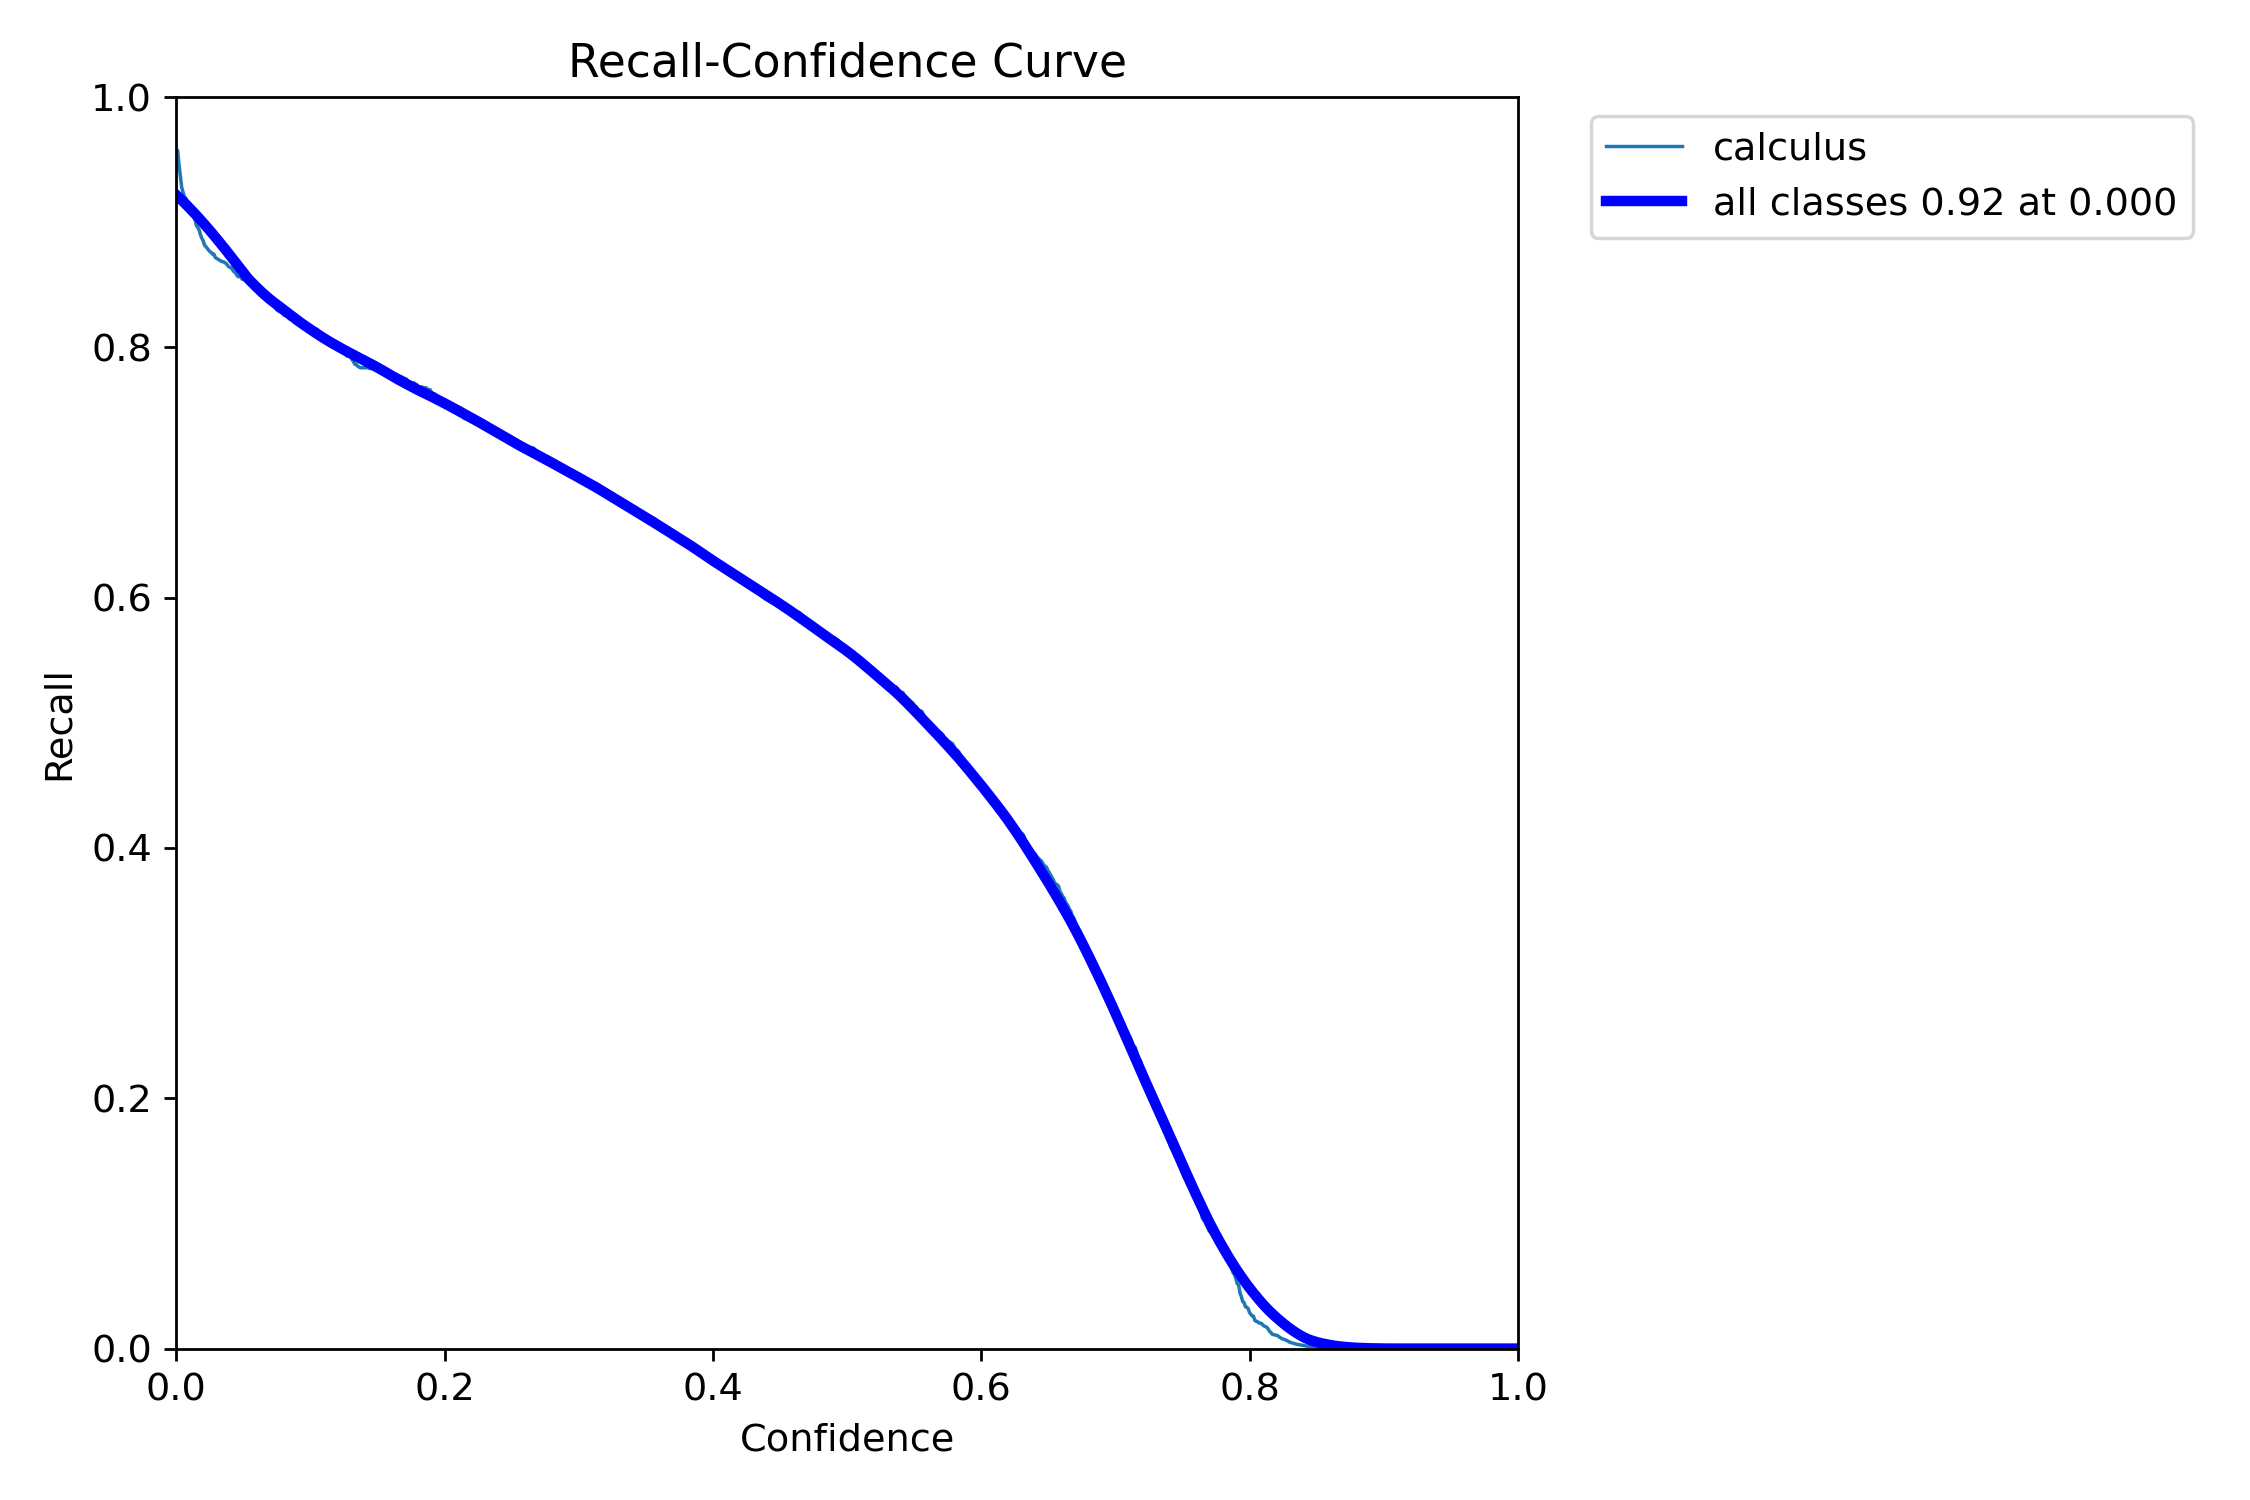 Recall-Confidence Curve
calculus
all classes 0.92 at 0.000
1.0
0.8
0.6
0.4
0.2
0.0
Recall
0.0 0.2 0.4 0.6 0.8 1.0
Confidence